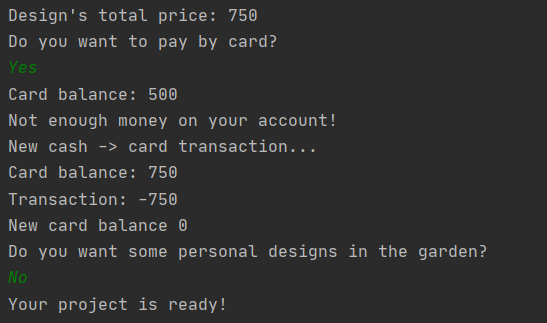 Design's total price: 750
Do you want to pay by card?
Yes
Card balance: 500
Not enough money on your account!
New cash -> card transaction...
Card balance: 750
Transaction: -750
New card balance 0
Do you want some personal designs in the garden?
No
Your project is ready!